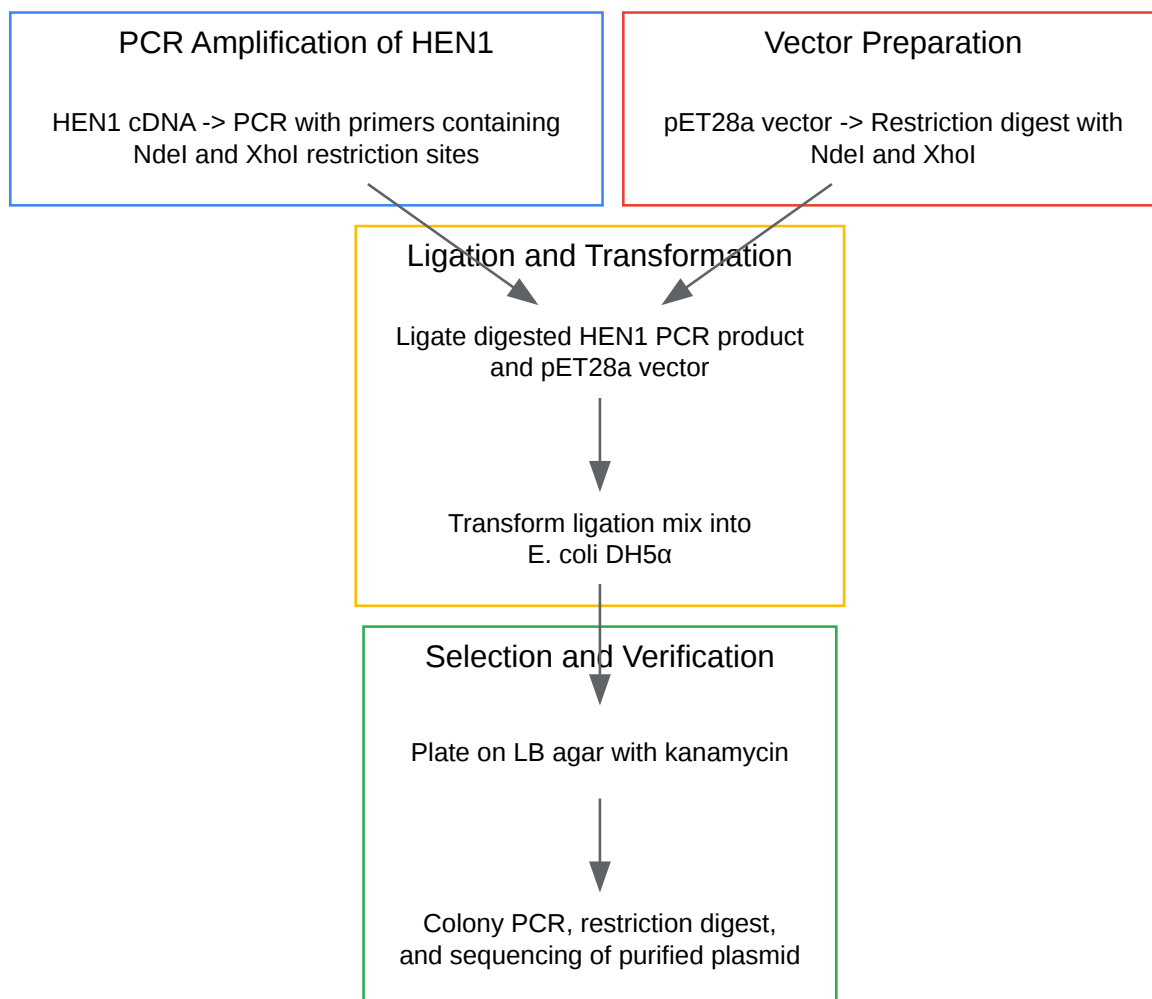 PCR Amplification of HEN1
HEN1 cDNA -> PCR with primers containing
NdeI and XhoI restriction sites
Vector Preparation
pET28a vector -> Restriction digest with
NdeI and XhoI
Ligation and Transformation
Ligate digested HEN1 PCR product
and pET28a vector
Transform ligation mix into
E. coli DH5α
Selection and Verification
Plate on LB agar with kanamycin
Colony PCR, restriction digest,
and sequencing of purified plasmid